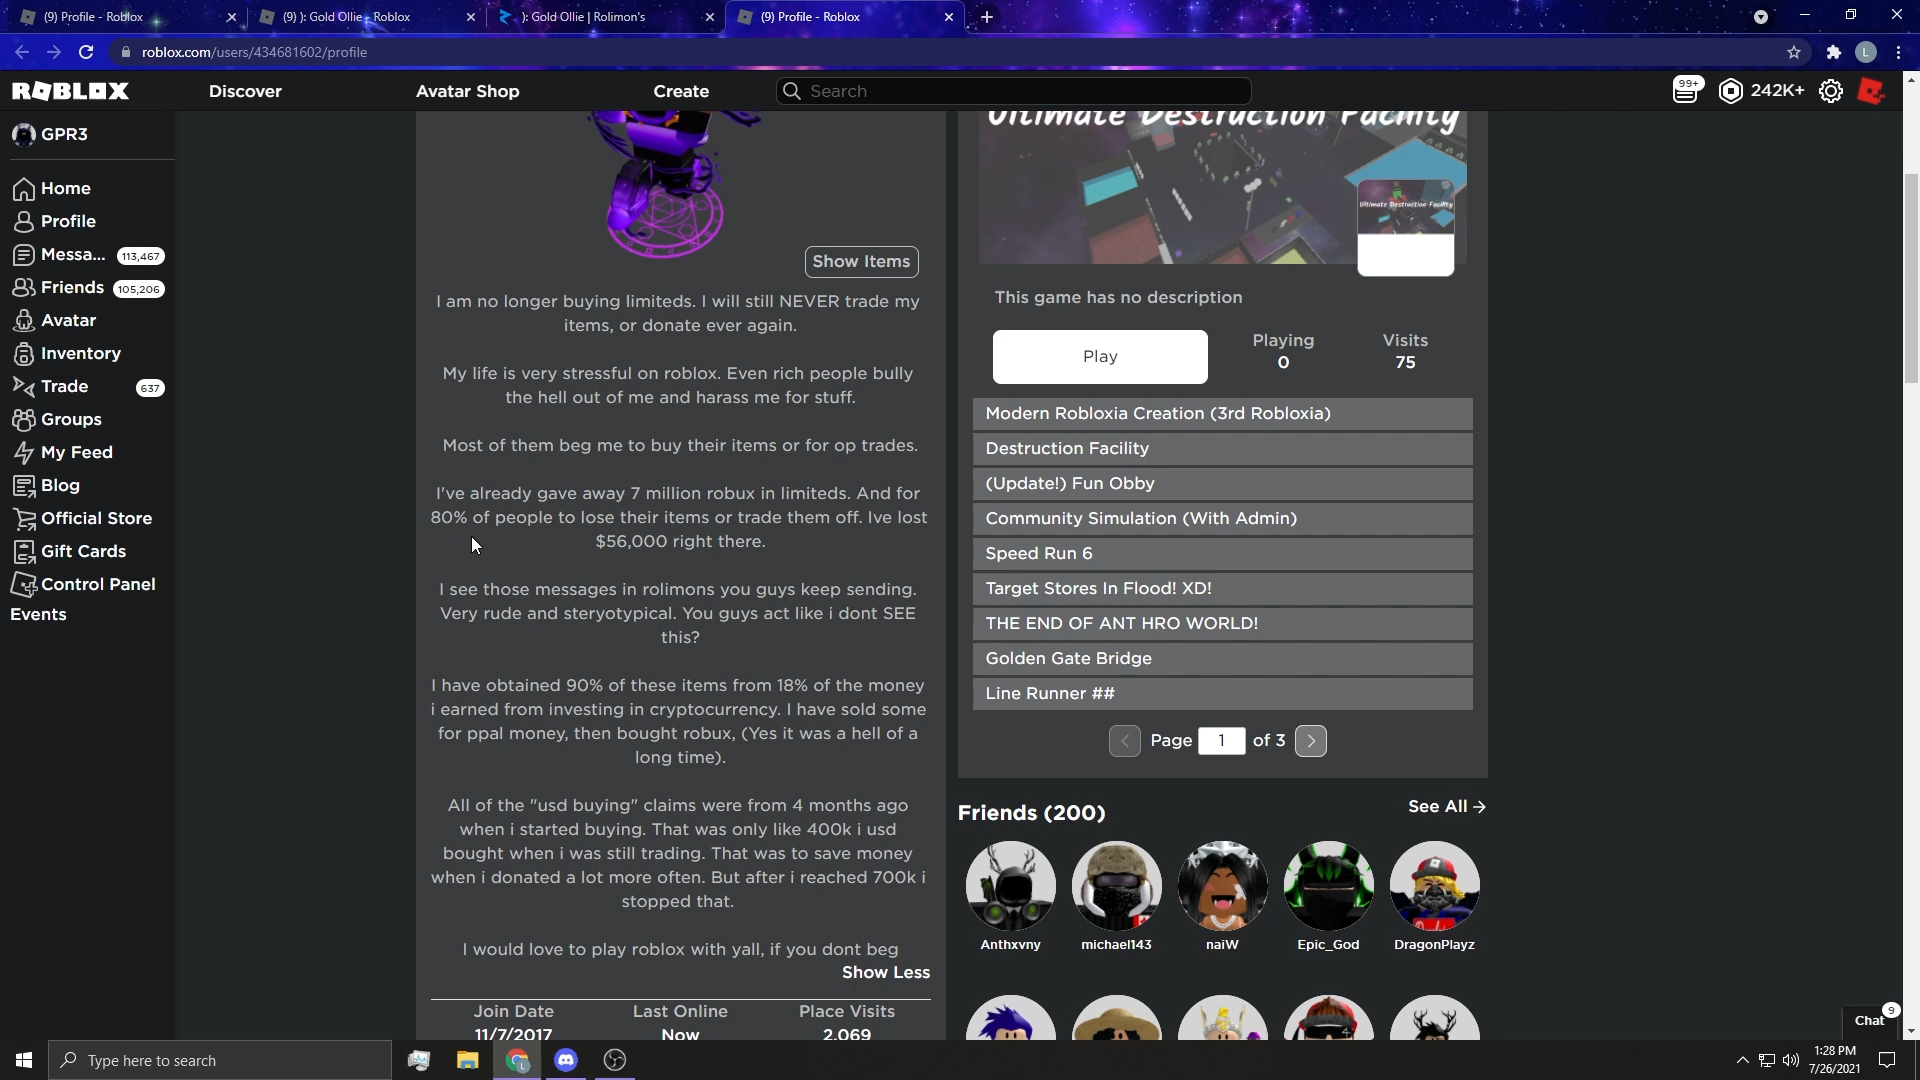 (9) Profile - Roblox
(9) ): Gold Ollie - Roblox
): Gold Ollie | Rolimon's
(9) Profile - Roblox
roblox.com/users/434681602/profile
L
ROBLOX
Discover
Avatar Shop
Create
Search
99+
242K+
GPR3
Home
Profile
Messa... 113,467
Friends 105,206
Avatar
Inventory
Trade 637
Groups
My Feed
Blog
Official Store
Gift Cards
Control Panel
Events
Show Items
I am no longer buying limiteds. I will still NEVER trade my
items, or donate ever again.
My life is very stressful on roblox. Even rich people bully
the hell out of me and harass me for stuff.
Most of them beg me to buy their items or for op trades.
I've already gave away 7 million robux in limiteds. And for
80% of people to lose their items or trade them off. Ive lost
$56,000 right there.
I see those messages in rolimons you guys keep sending.
Very rude and steryotypical. You guys act like i dont SEE
this?
I have obtained 90% of these items from 18% of the money
i earned from investing in cryptocurrency. I have sold some
for ppal money, then bought robux, (Yes it was a hell of a
long time).
All of the "usd buying" claims were from 4 months ago
when i started buying. That was only like 400k i usd
bought when i was still trading. That was to save money
when i donated a lot more often. But after i reached 700k i
stopped that.
I would love to play roblox with yall, if you dont beg
Show Less
Join Date Last Online Place Visits
11/7/2017 Now 2,069
Ultimate Destruction Facility
Ultimate Destruction Facility
This game has no description
Play
Playing Visits
0 75
Modern Robloxia Creation (3rd Robloxia)
Destruction Facility
(Update!) Fun Obby
Community Simulation (With Admin)
Speed Run 6
Target Stores In Flood! XD!
THE END OF ANT HRO WORLD!
Golden Gate Bridge
Line Runner ##
Page 1 of 3
Friends (200)
See All
Anthxvny michael143 naiW Epic_God DragonPlayz
Chat 9
Type here to search
L
1:28 PM
7/26/2021